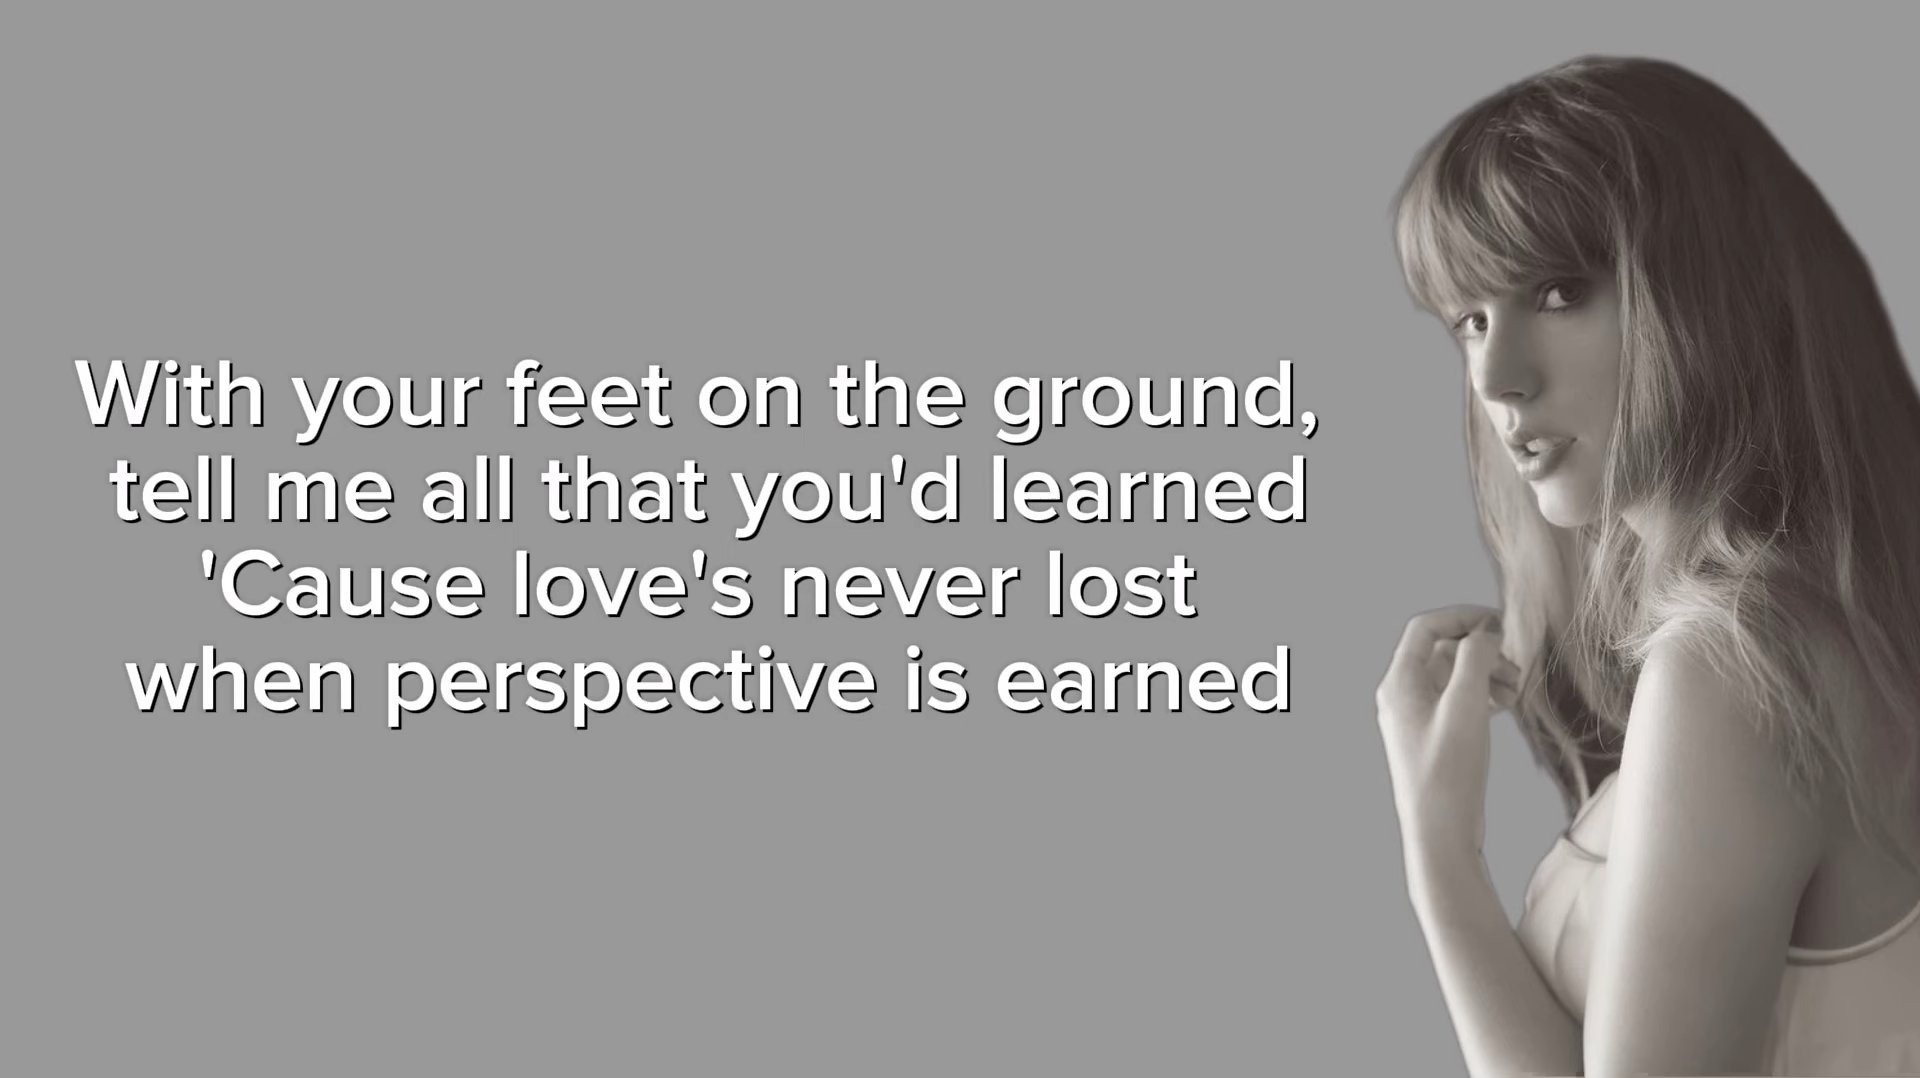 With your feet on the ground,
tell me all that you'd learned
'Cause love's never lost
when perspective is earned